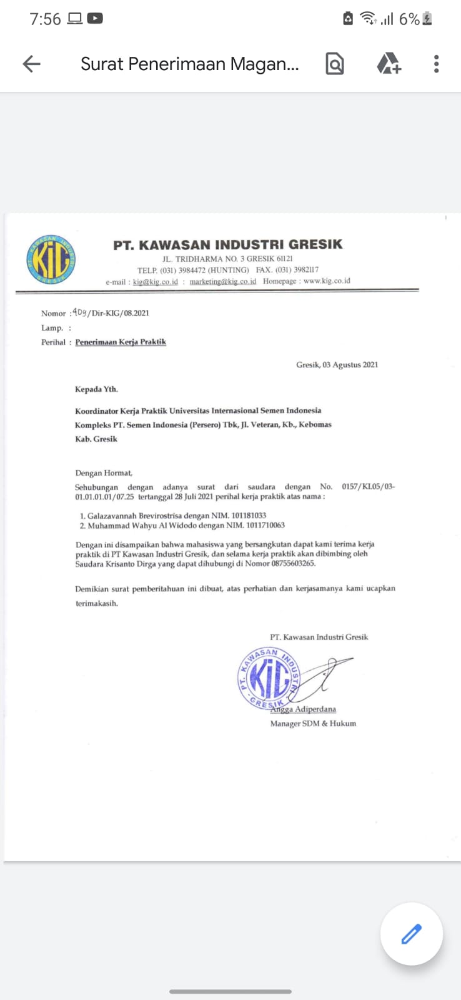 7:56
6%
Surat Penerimaan Magan...
PT. KAWASAN INDUSTRI GRESIK
KIG
PT. KAWASAN INDUSTRI GRESIK
JL. TRIDHARMA NO. 3 GRESIK 61121
TELP. (031) 3984472 (HUNTING) FAX. (031) 3982117
e-mail : kig@kig.co.id : marketing@kig.co.id Homepage : www.kig.co.id
Nomor :409/Dir-KIG/08.2021
Lamp. :
Perihal : Penerimaan Kerja Praktik
Gresik, 03 Agustus 2021
Kepada Yth.
Koordinator Kerja Praktik Universitas Internasional Semen Indonesia
Kompleks PT. Semen Indonesia (Persero) Tbk, Jl. Veteran, Kb., Kebomas
Kab. Gresik
Dengan Hormat,
Sehubungan dengan adanya surat dari saudara dengan No. 0157/KI.05/03-
01.01.01.01/07.25 tertanggal 28 Juli 2021 perihal kerja praktik atas nama :
1. Galazavannah Brevirostrisa dengan NIM. 101181033
2. Muhammad Wahyu Al Widodo dengan NIM. 1011710063
Dengan ini disampaikan bahwa mahasiswa yang bersangkutan dapat kami terima kerja
praktik di PT Kawasan Industri Gresik, dan selama kerja praktik akan dibimbing oleh
Saudara Krisanto Dirga yang dapat dihubungi di Nomor 08755603265.
Demikian surat pemberitahuan ini dibuat, atas perhatian dan kerjasamanya kami ucapkan
terimakasih.
PT. Kawasan Industri Gresik
PT. KAWASAN INDUSTRI
KIG
GRESIK
Angga Adiperdana
Manager SDM & Hukum